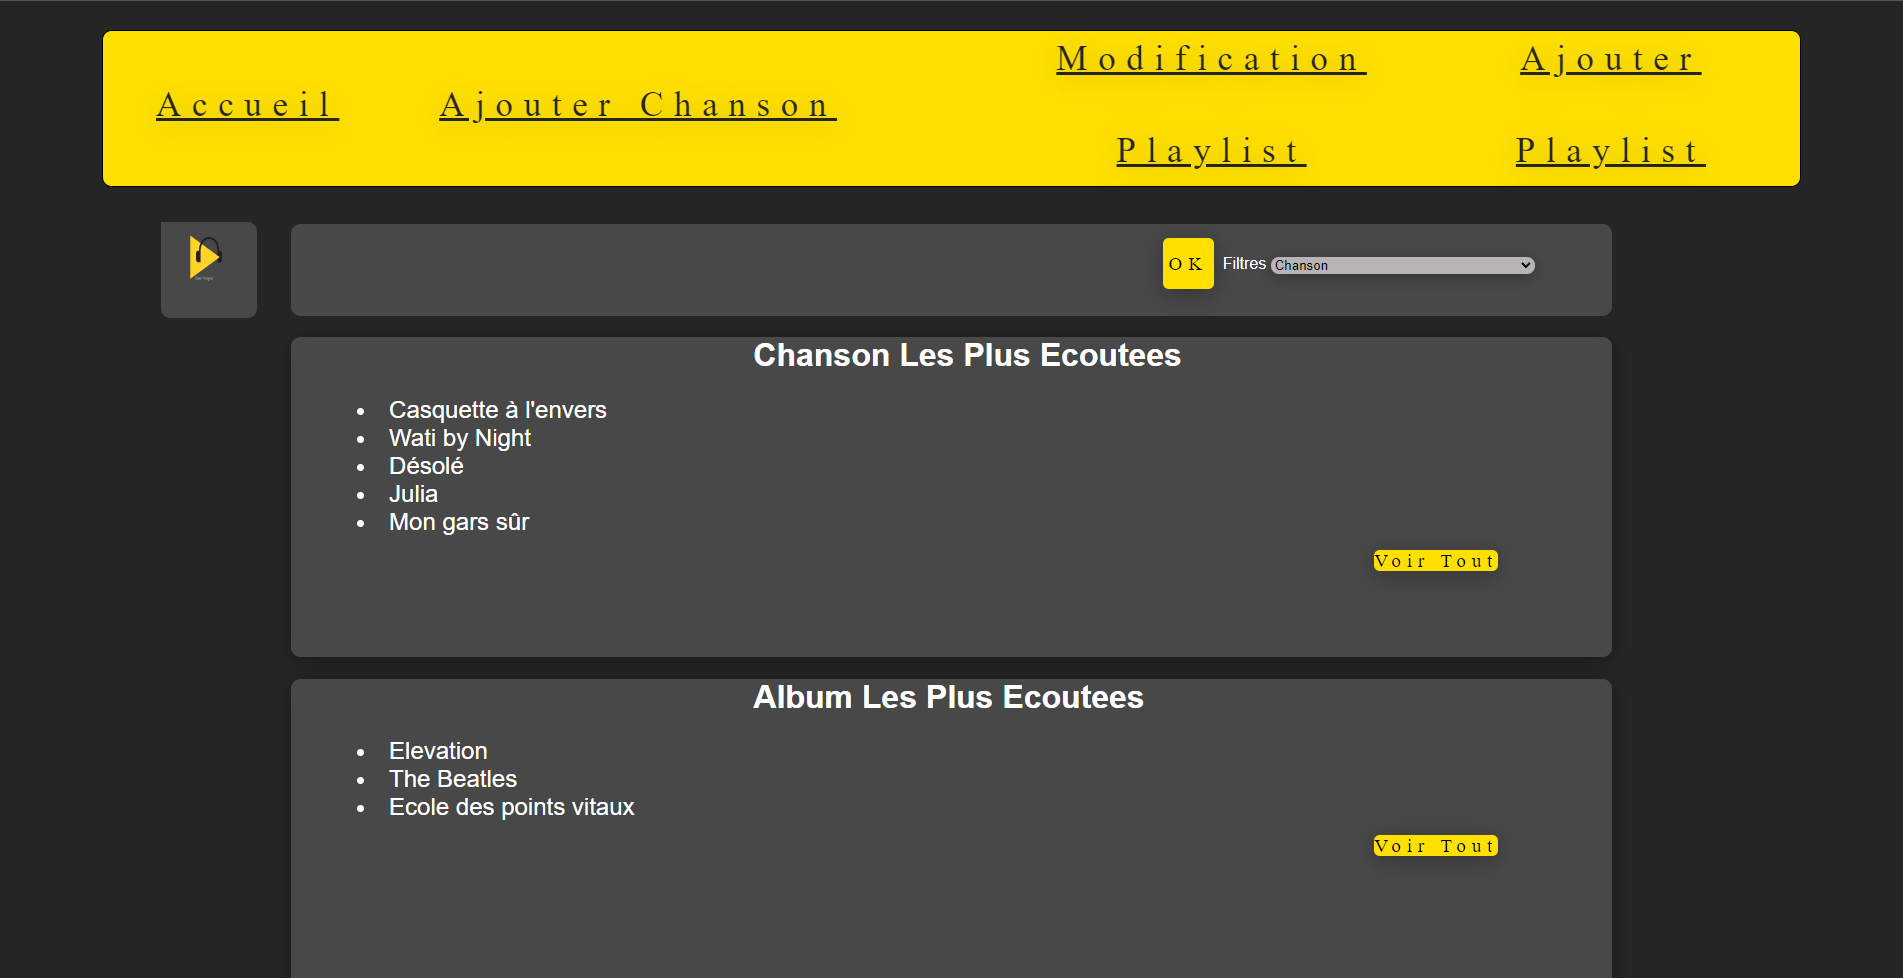 Accueil
Ajouter Chanson
Modification
Playlist
Ajouter
Playlist
OK
Filtres
Chanson
Chanson Les Plus Ecoutees
Casquette à l'envers
Wati by Night
Désolé
Julia
Mon gars sûr
Voir Tout
Album Les Plus Ecoutees
Elevation
The Beatles
Ecole des points vitaux
Voir Tout